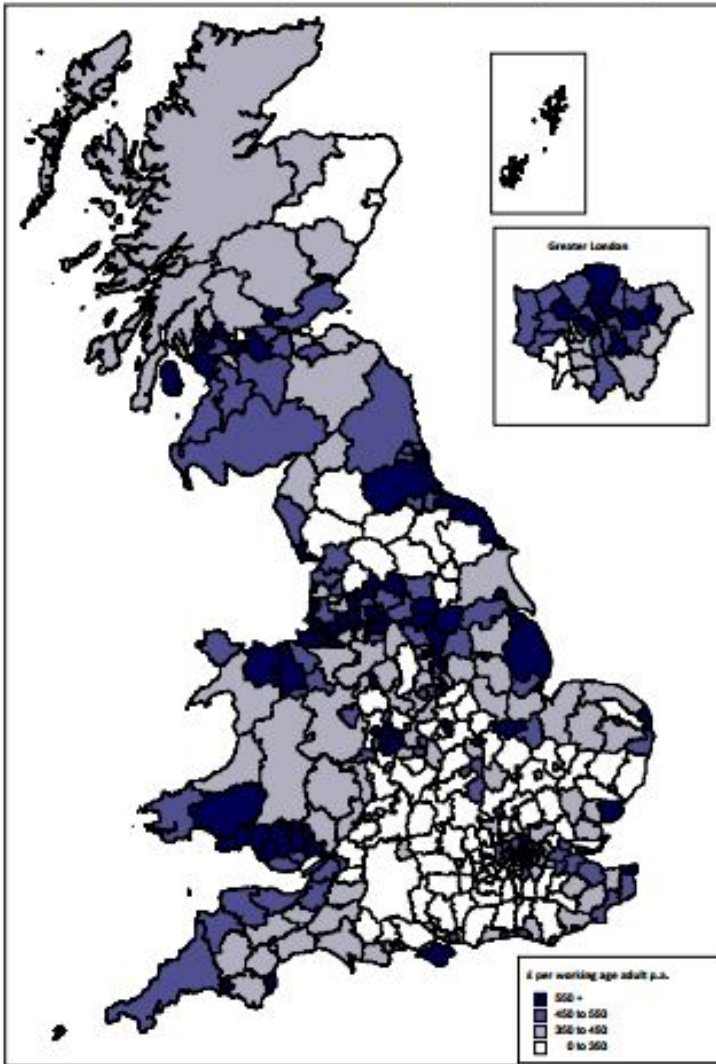 Greater London
£ per working age adult p.a.
550 +
450 to 550
350 to 450
0 to 350